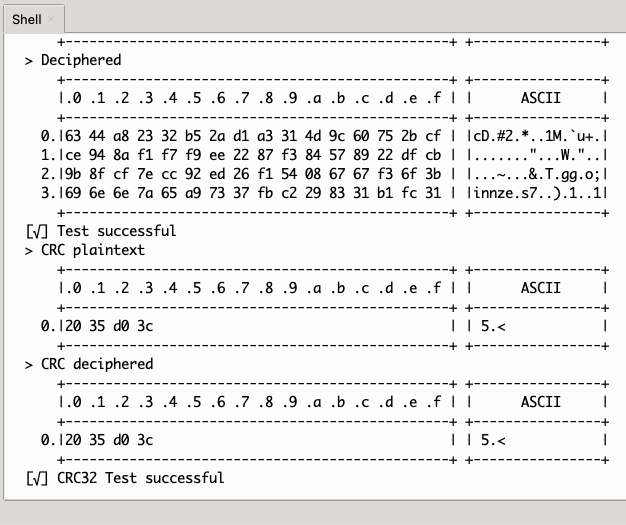 Shell ×
+------------------------------------------------+ +----------------+
> Deciphered
+------------------------------------------------+ +----------------+
|.0 .1 .2 .3 .4 .5 .6 .7 .8 .9 .a .b .c .d .e .f | | ASCII |
+------------------------------------------------+ +----------------+
0.|63 44 a8 23 32 b5 2a d1 a3 31 4d 9c 60 75 2b cf | |cD.#2.*..1M.`u+.|
1.|ce 94 8a f1 f7 f9 ee 22 87 f3 84 57 89 22 df cb | |......."...W."..|
2.|9b 8f cf 7e cc 92 ed 26 f1 54 08 67 67 f3 6f 3b | |...~...&.T.gg.o;|
3.|69 6e 6e 7a 65 a9 73 37 fb c2 29 83 31 b1 fc 31 | |innze.s7..).1..1|
+------------------------------------------------+ +----------------+
[√] Test successful
> CRC plaintext
+------------------------------------------------+ +----------------+
|.0 .1 .2 .3 .4 .5 .6 .7 .8 .9 .a .b .c .d .e .f | | ASCII |
+------------------------------------------------+ +----------------+
0.|20 35 d0 3c | | 5.< |
+------------------------------------------------+ +----------------+
> CRC deciphered
+------------------------------------------------+ +----------------+
|.0 .1 .2 .3 .4 .5 .6 .7 .8 .9 .a .b .c .d .e .f | | ASCII |
+------------------------------------------------+ +----------------+
0.|20 35 d0 3c | | 5.< |
+------------------------------------------------+ +----------------+
[√] CRC32 Test successful